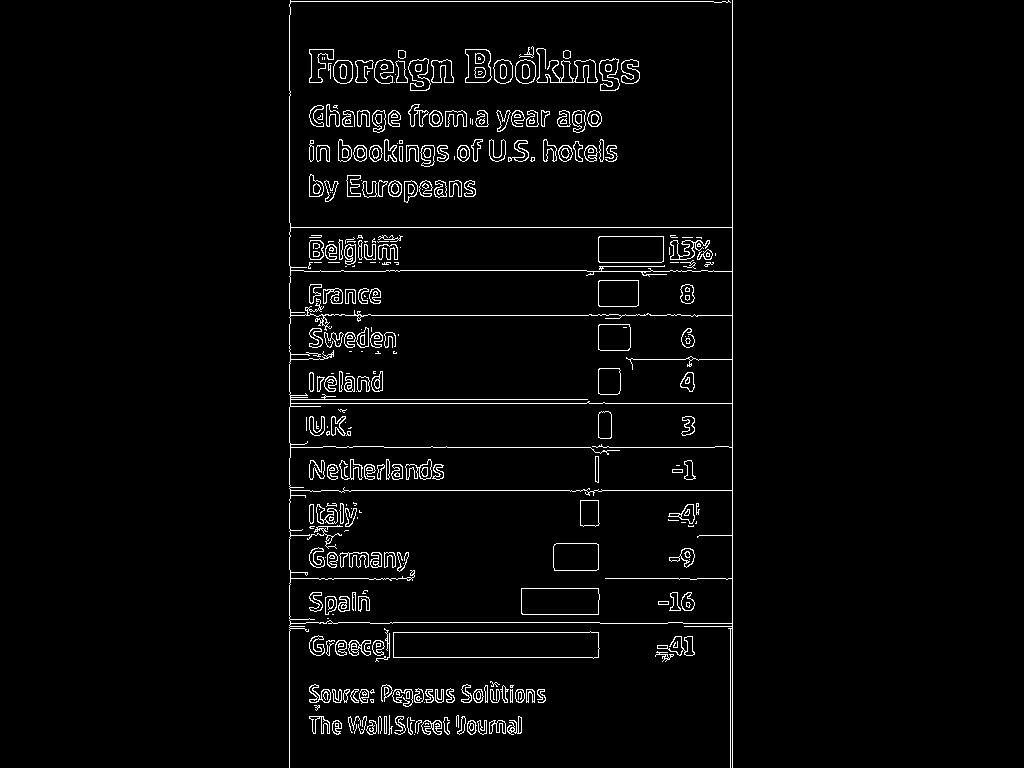 Foreign Bookings
Change from a year ago
in bookings of U.S. hotels
by Europeans
Belgium 13%
France 8
Sweden 6
Ireland 4
U.K. 3
Netherlands -1
Italy -4
Germany -9
Spain -16
Greece -41
Source: Pegasus Solutions
The Wall Street Journal